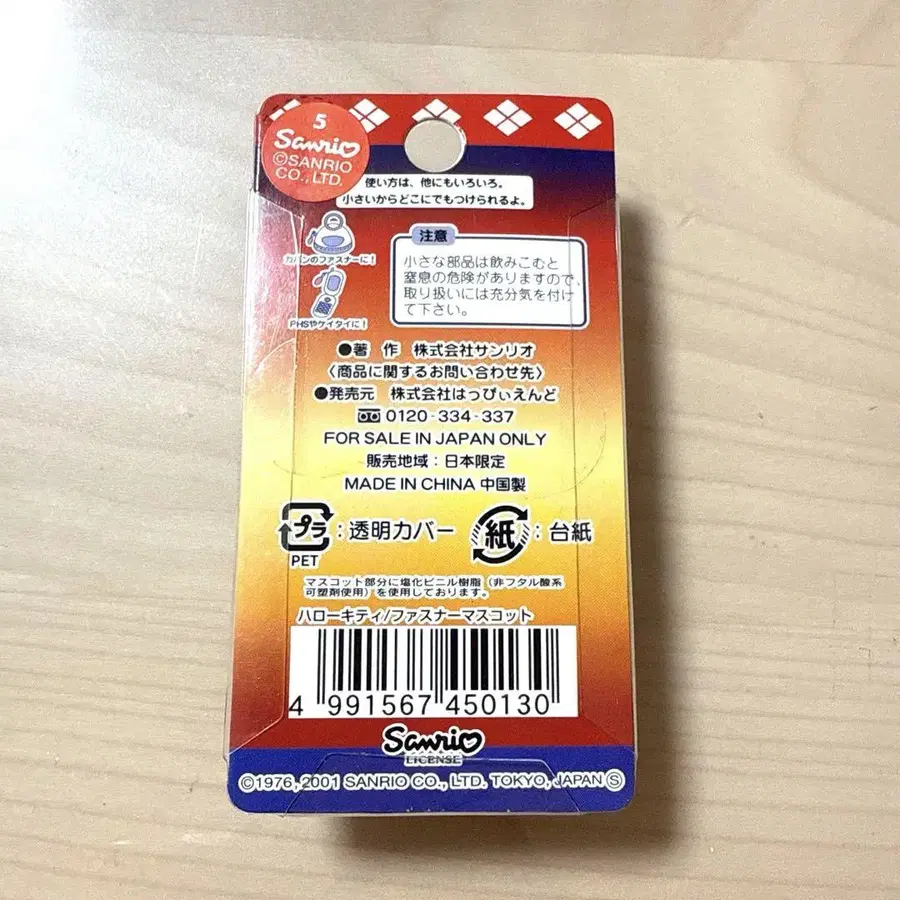 5
Sanrio
©SANRIO
CO., LTD.
使い方は、他にもいろいろ。
小さいからどこにでもつけられるよ。
カバンのファスナーに!
PHSやケイタイに!
注意
小さな部品は飲みこむと
窒息の危険がありますので、
取り扱いには充分気を付け
て下さい。
●著 作 株式会社サンリオ
〈商品に関するお問い合わせ先〉
●発売元 株式会社はっぴぃえんど
0120-334-337
FOR SALE IN JAPAN ONLY
販売地域:日本限定
MADE IN CHINA 中国製
プラ:透明カバー
PET
紙:台紙
マスコット部分に塩化ビニル樹脂(非フタル酸系
可塑剤使用)を使用しております。
ハローキティ/ファスナーマスコット
4 991567 450130
Sanrio
LICENSE
©1976, 2001 SANRIO CO., LTD. TOKYO, JAPAN Ⓢ